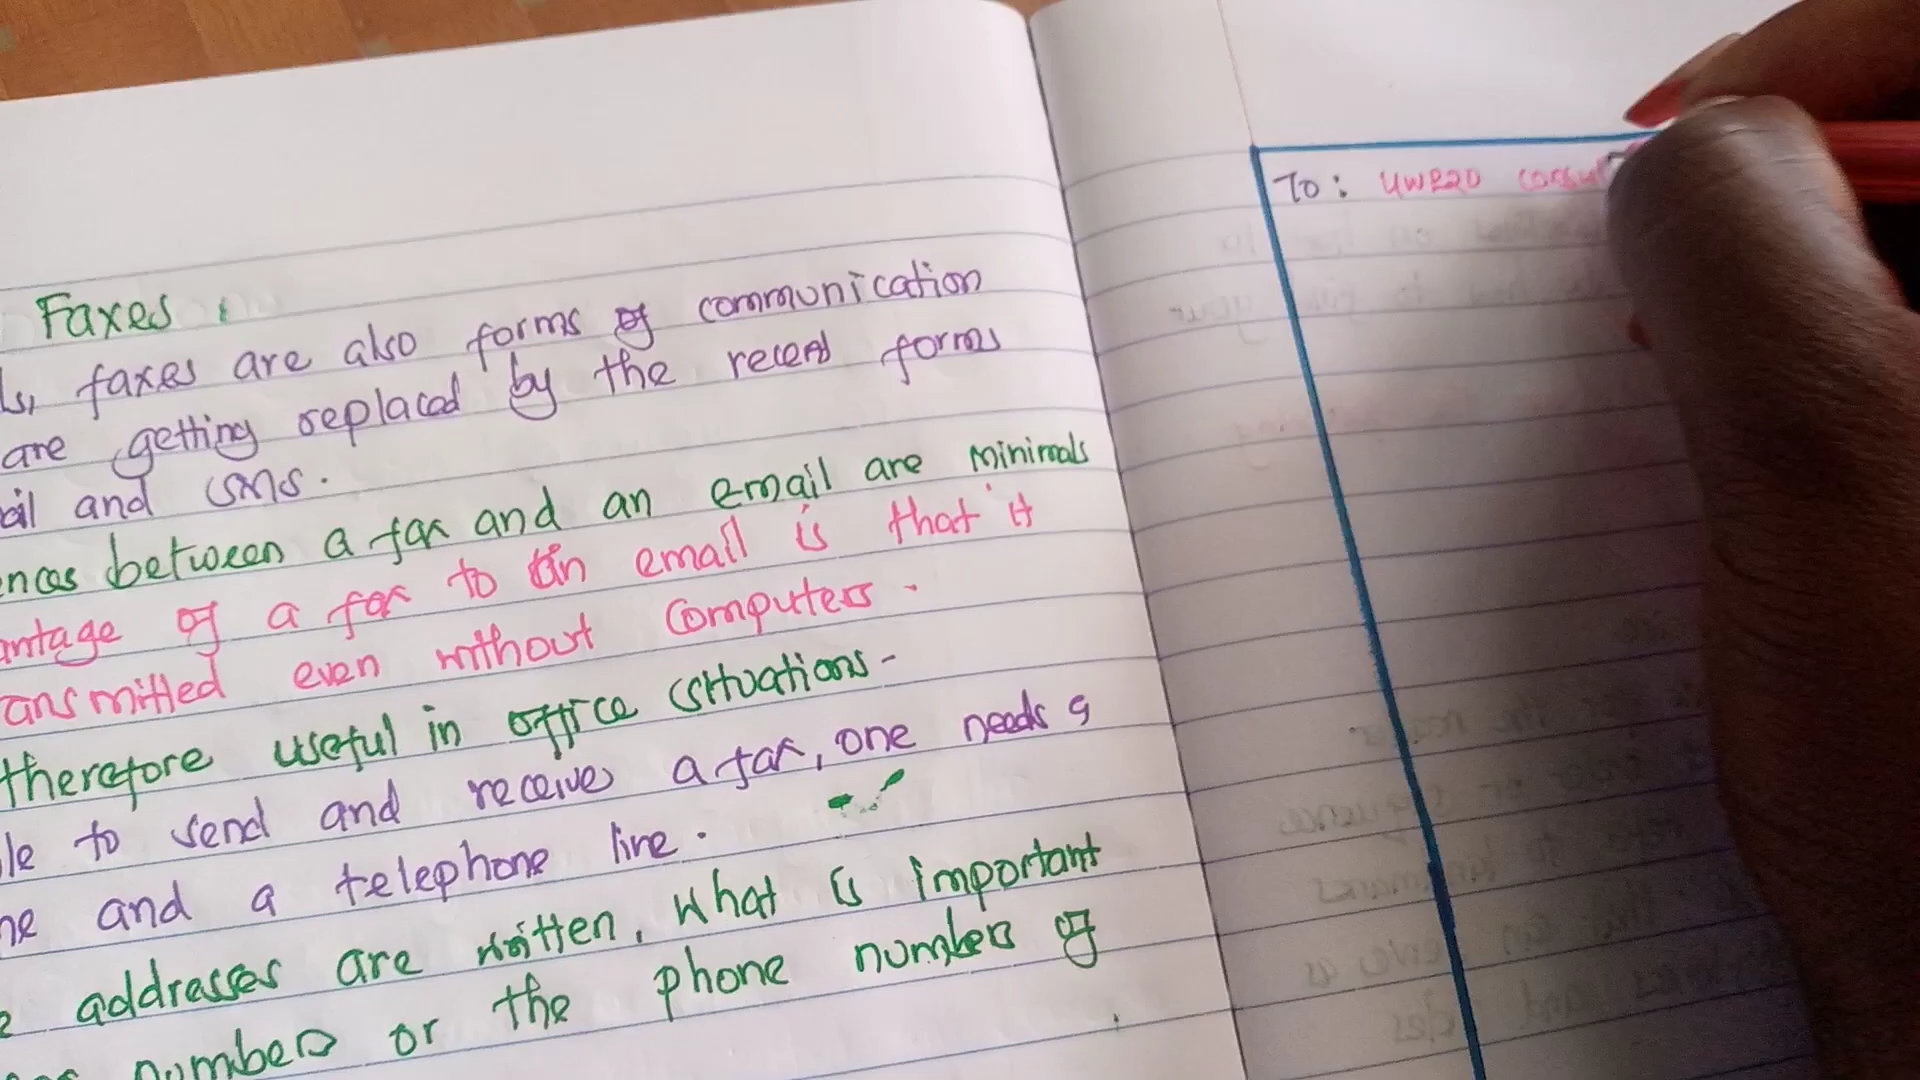 Faxes:
ls, faxes are also forms of communication
are getting replaced by the recent forms
ail and SMS.
ences between a fax and an email are minimals
antage of a fax to an email is that it
ansmitted even without computers.
therefore useful in office situations-
le to send and receive a fax, one needs a
ne and a telephone line.
e addresses are written, what is important
numbers or the phone numbers of
To: UWEZO consul